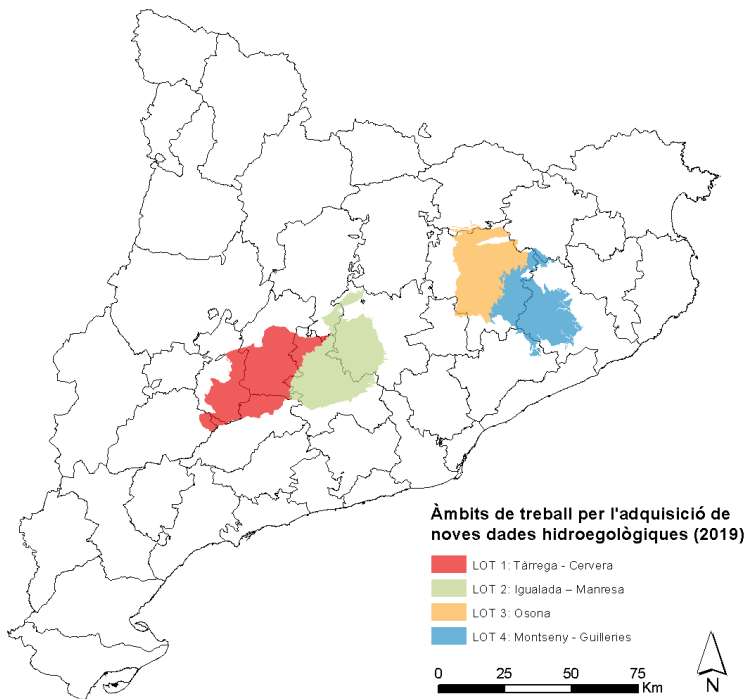 Àmbits de treball per l'adquisició de
noves dades hidroegològiques (2019)
LOT 1: Tàrrega - Cervera
LOT 2: Igualada – Manresa
LOT 3: Osona
LOT 4: Montseny - Guilleries
0 25 50 75
Km
N